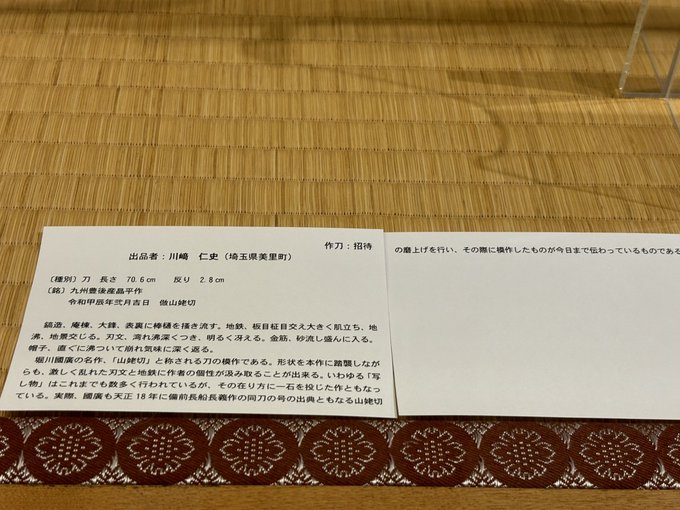 作刀：招待
出品者：川﨑　仁史（埼玉県美里町）
〔種別〕刀　長さ　70.6㎝　　反り　2.8㎝
〔銘〕九州豊後産晶平作
令和甲辰年弐月吉日　倣山姥切
鎬造、庵棟、大鋒、表裏に棒樋を掻き流す。地鉄、板目柾目交え大きく肌立ち、地
沸、地景交じる。刃文、湾れ沸深くつき、明るく冴える。金筋、砂流し盛んに入る。
帽子、直ぐに沸ついて崩れ気味に深く返る。
堀川國廣の名作、「山姥切」と称される刀の模作である。形状を本作に踏襲しなが
らも、激しく乱れた刃文と地鉄に作者の個性が汲み取ることが出来る。いわゆる「写
し物」はこれまでも数多く行われているが、その在り方に一石を投じた作ともなっ
ている。実際、國廣も天正18年に備前長船長義作の同刀の号の出典ともなる山姥切
の磨上げを行い、その際に模作したものが今日まで伝わっているものである